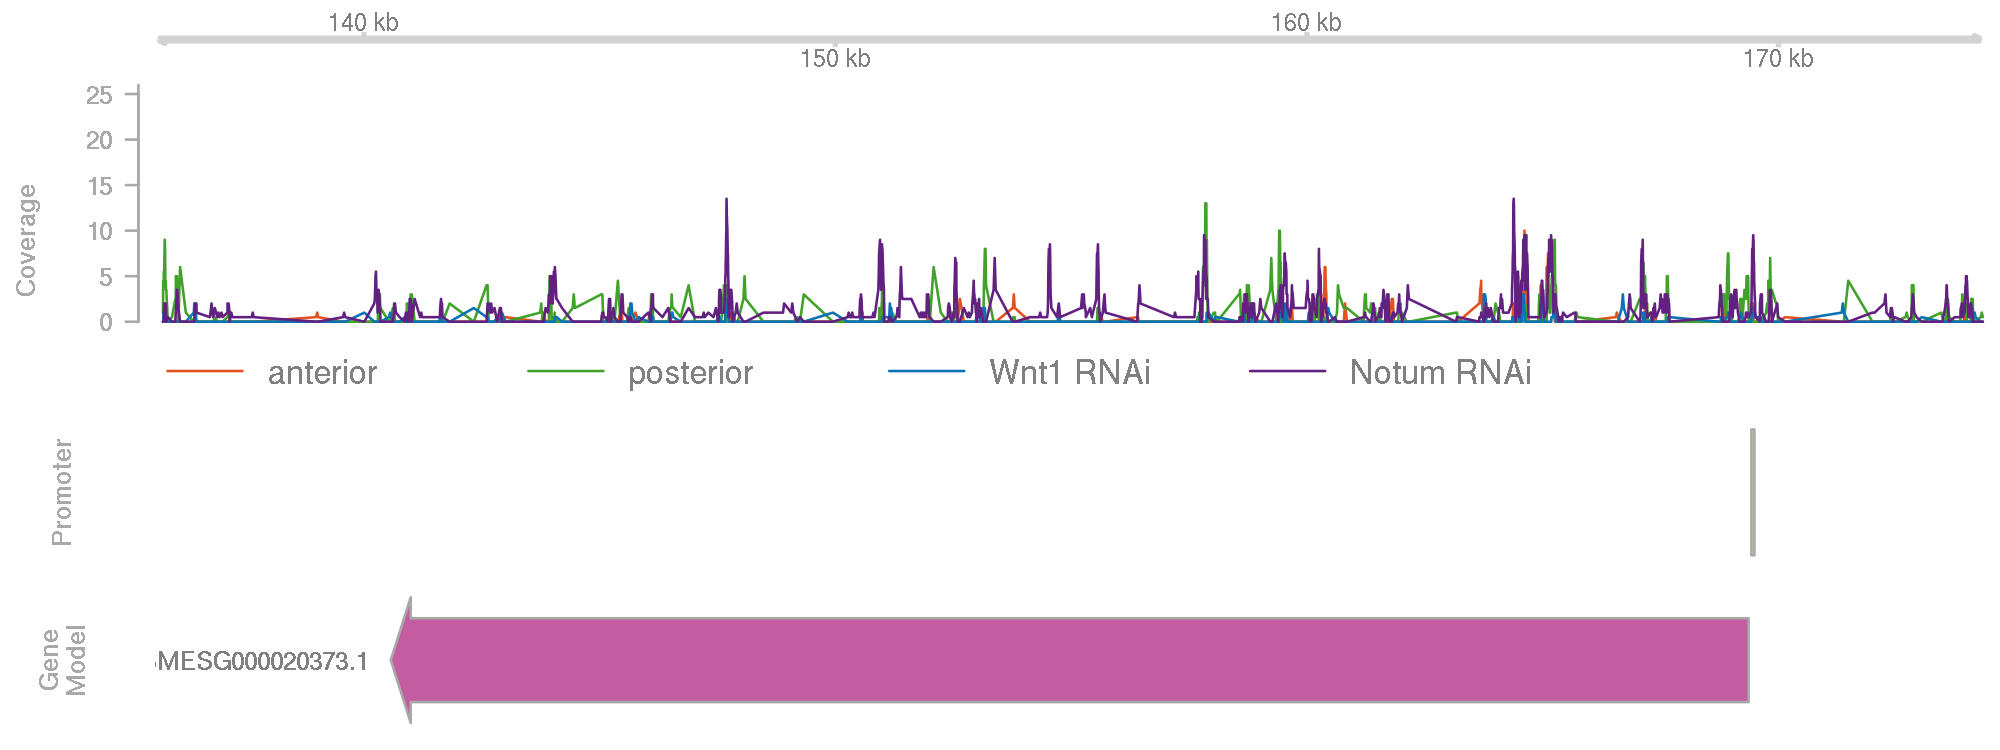 140 kb
160 kb
150 kb
170 kb
25
20
15
10
5
0
Coverage
anterior
posterior
Wnt1 RNAi
Notum RNAi
Promoter
Gene
Model
MESG000020373.1